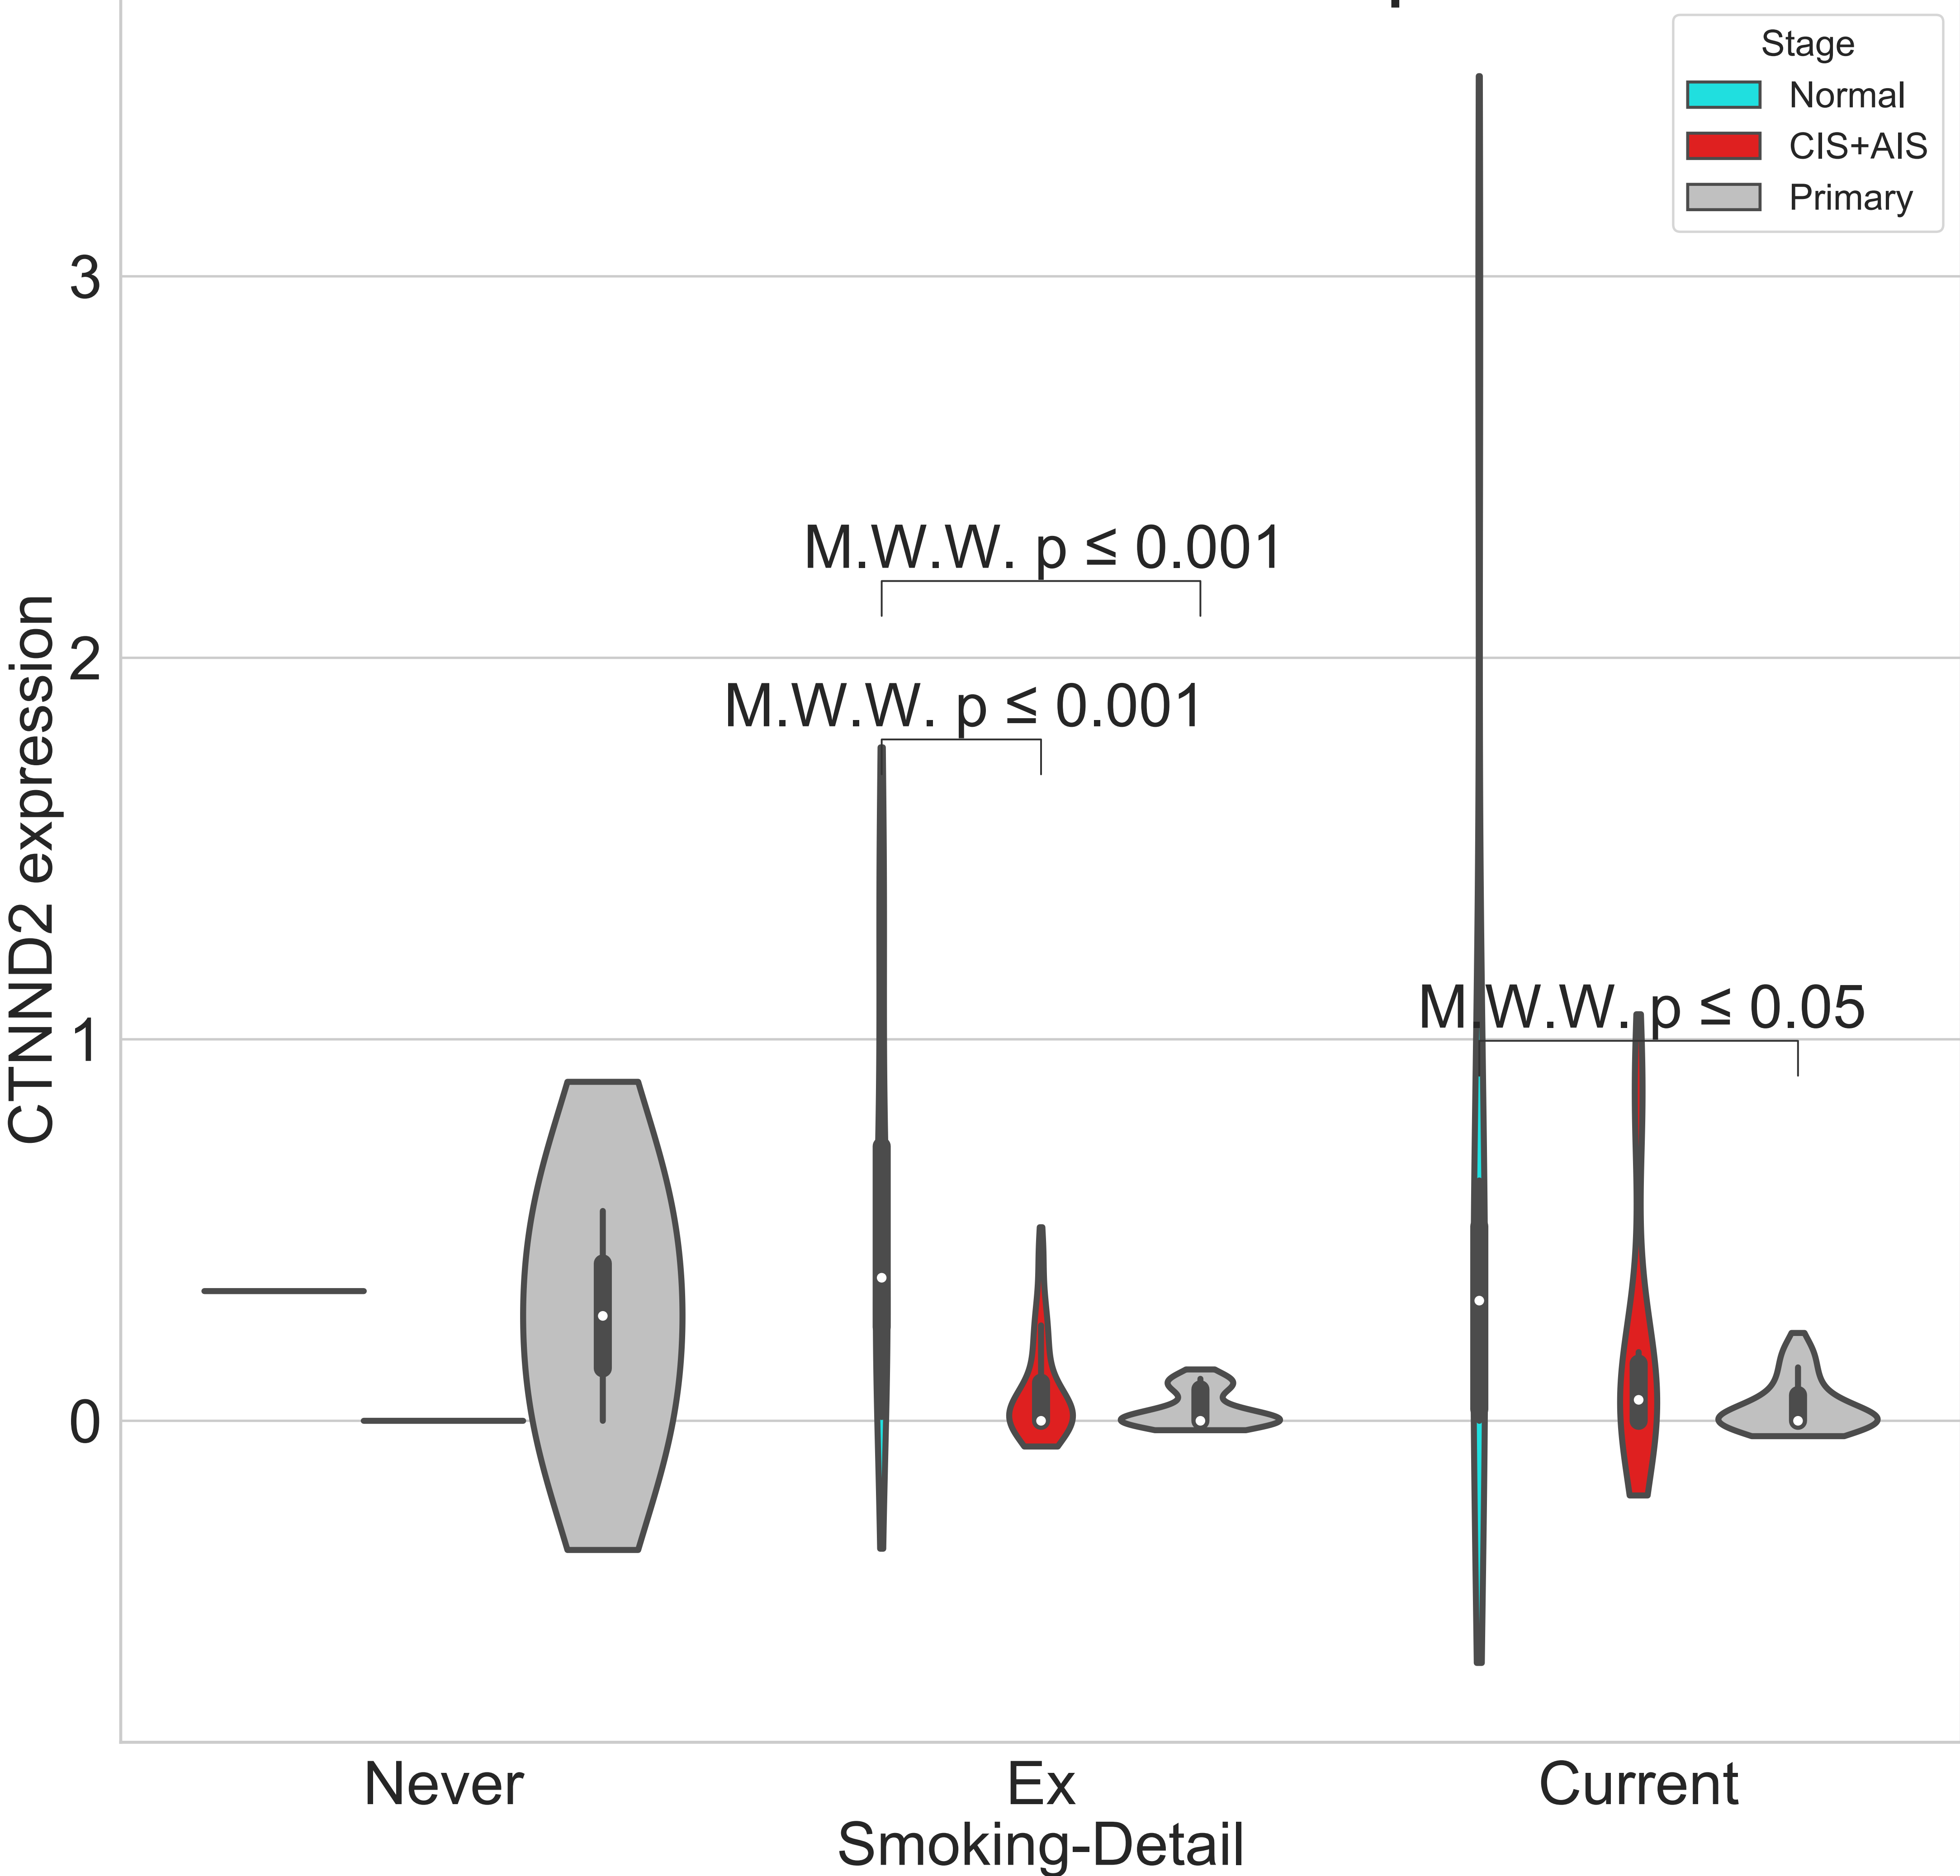 Stage
Normal
CIS+AIS
Primary
3
2
1
0
CTNND2 expression
M.W.W. p ≤ 0.001
M.W.W. p ≤ 0.001
M.W.W. p ≤ 0.05
Never
Ex
Current
Smoking-Detail